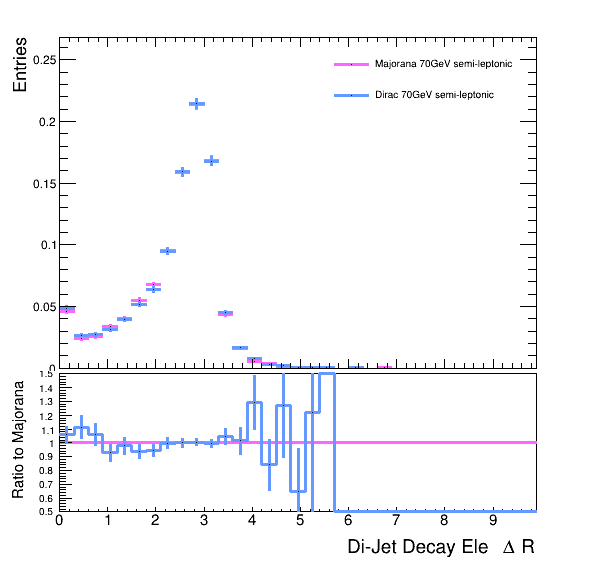 Entries
0.25
0.2
0.15
0.1
0.05
0
Majorana 70GeV semi-leptonic
Dirac 70GeV semi-leptonic
Ratio to Majorana
1.5
1.4
1.3
1.2
1.1
1
0.9
0.8
0.7
0.6
0.5
0 1 2 3 4 5 6 7 8 9
Di-Jet Decay Ele Δ R